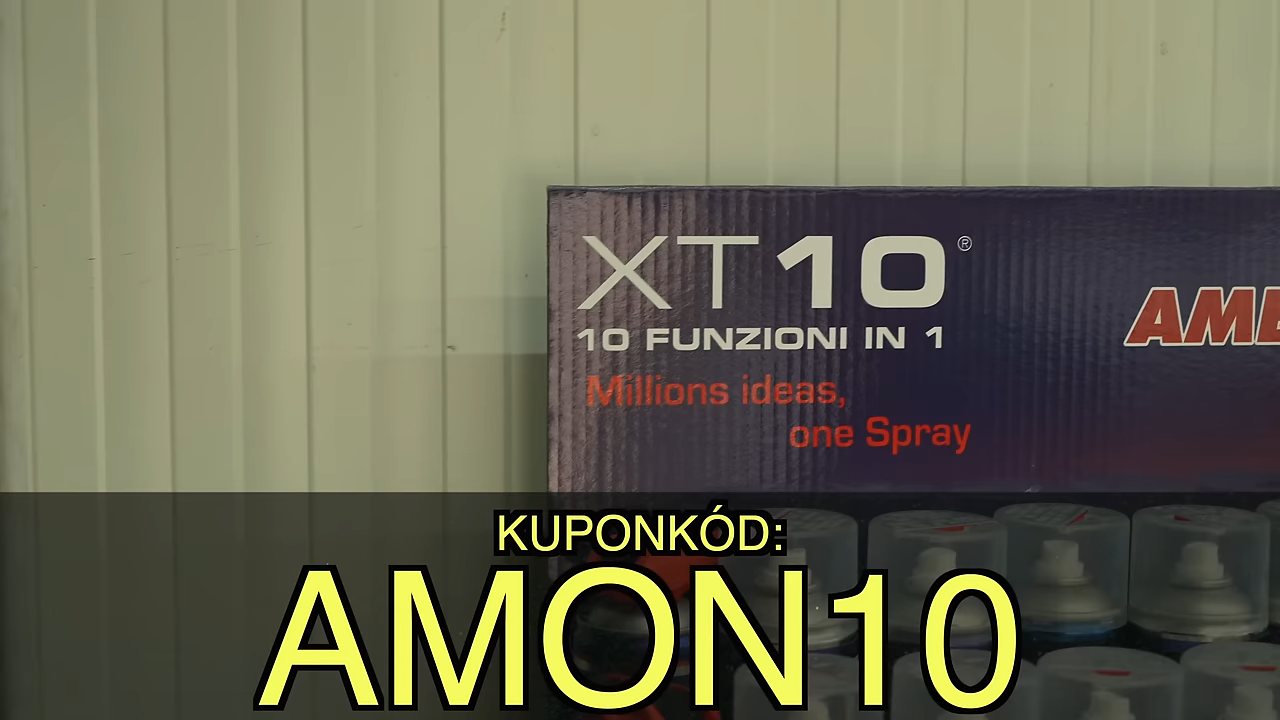 XT10®
10 FUNZIONI IN 1
Millions ideas,
one Spray
KUPONKÓD:
AMON10